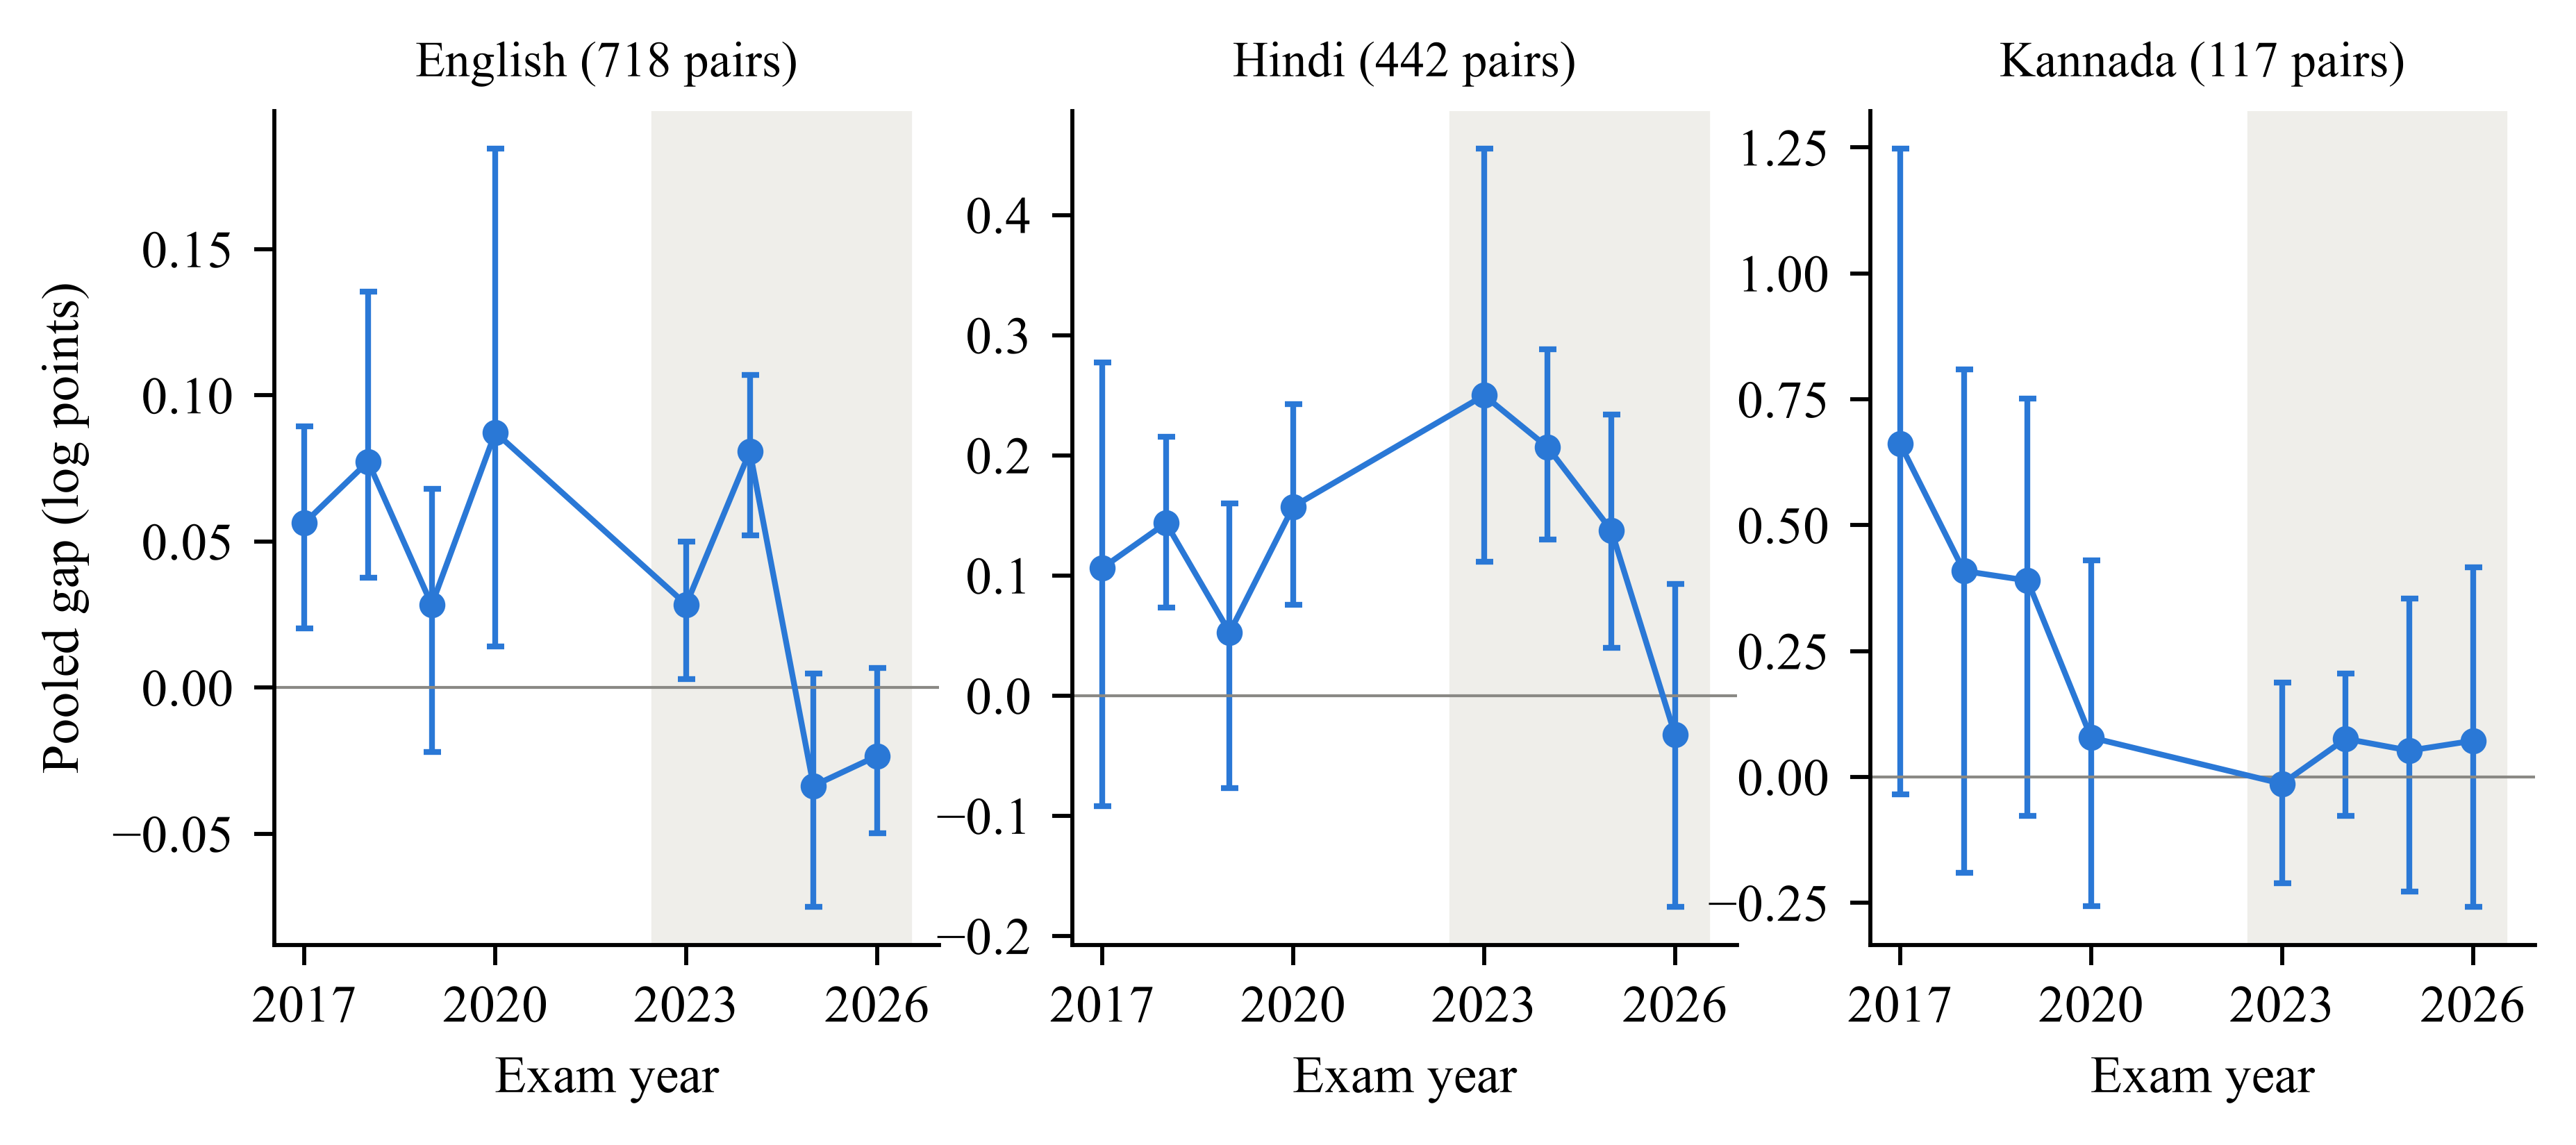 English (718 pairs)
Hindi (442 pairs)
Kannada (117 pairs)
Pooled gap (log points)
0.15
0.10
0.05
0.00
−0.05
0.4
0.3
0.2
0.1
0.0
−0.1
−0.2
1.25
1.00
0.75
0.50
0.25
0.00
−0.25
2017 2020 2023 2026
2017 2020 2023 2026
2017 2020 2023 2026
Exam year
Exam year
Exam year